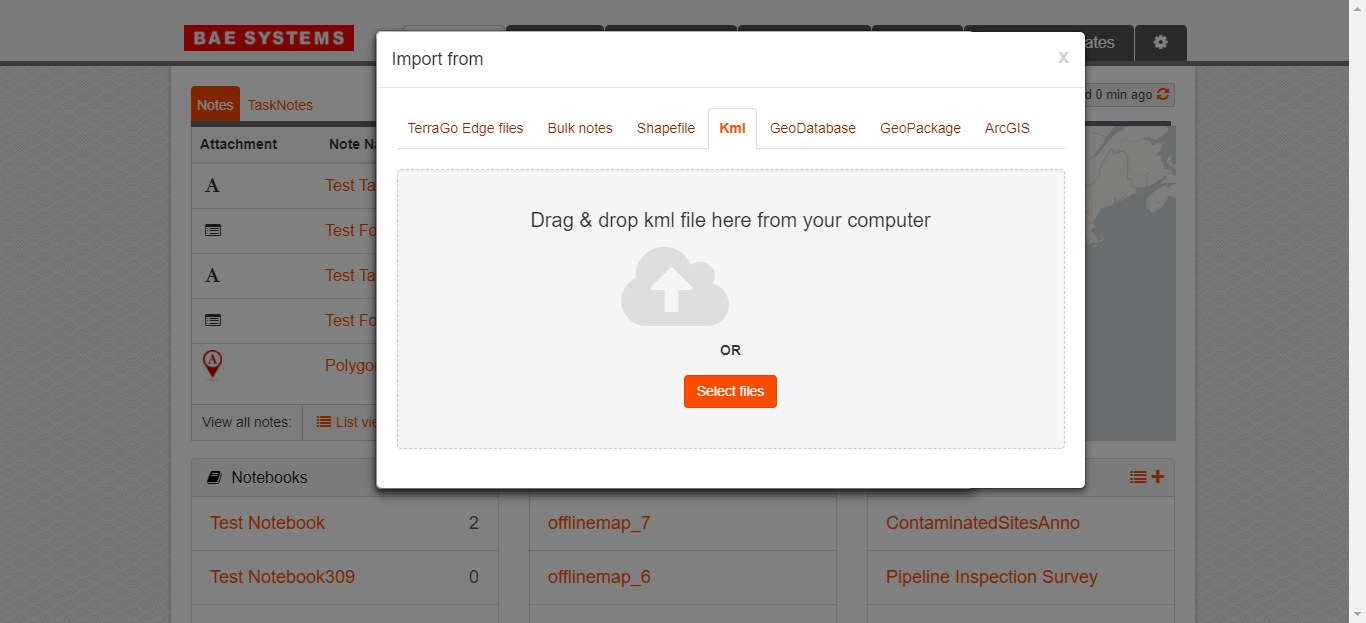 BAE SYSTEMS
Import from
x
ates
d 0 min ago
Notes
TaskNotes
TerraGo Edge files
Bulk notes
Shapefile
Kml
GeoDatabase
GeoPackage
ArcGIS
Attachment
Note Na
A
Test Ta
Test Fo
A
Test Ta
Test Fo
A
Polygo
View all notes:
List vie
Drag & drop kml file here from your computer
OR
Select files
Notebooks
Test Notebook
2
offlinemap_7
ContaminatedSitesAnno
Test Notebook309
0
offlinemap_6
Pipeline Inspection Survey